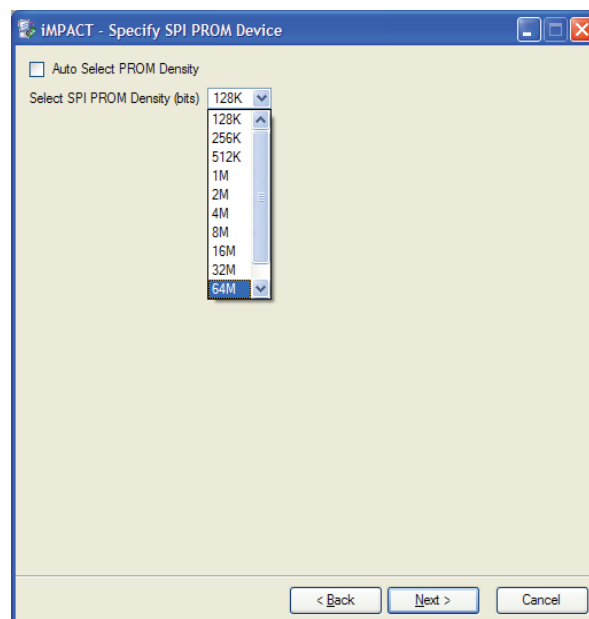 iMPACT - Specify SPI PROM Device
Auto Select PROM Density
Select SPI PROM Density (bits) 128K
128K
256K
512K
1M
2M
4M
8M
16M
32M
64M
< Back Next > Cancel